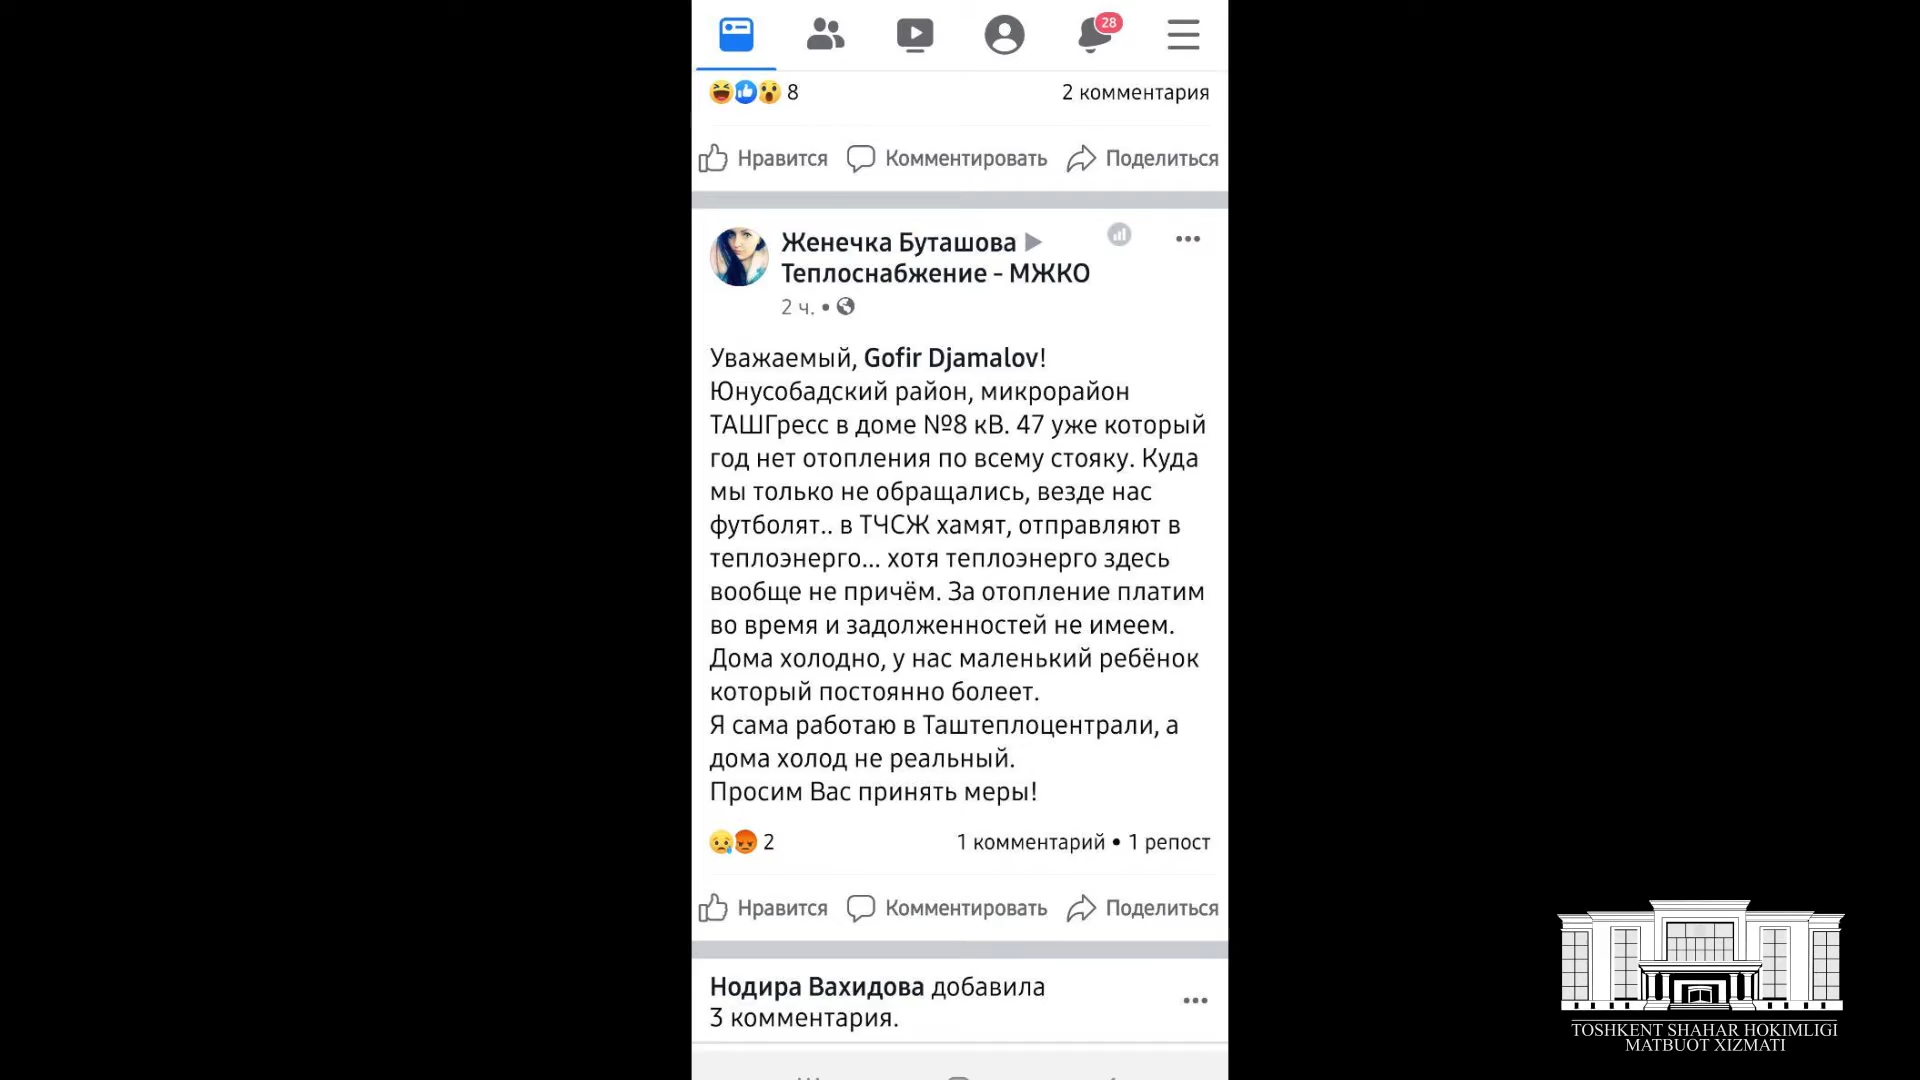 28
8
2 комментария
Нравится Комментировать Поделиться
Женечка Буташова
Теплоснабжение - МЖКО
2 ч. •
Уважаемый, Gofir Djamalov!
Юнусобадский район, микрорайон
ТАШГресс в доме №8 кВ. 47 уже который
год нет отопления по всему стояку. Куда
мы только не обращались, везде нас
футболят.. в ТЧСЖ хамят, отправляют в
теплоэнерго... хотя теплоэнерго здесь
вообще не причём. За отопление платим
во время и задолженностей не имеем.
Дома холодно, у нас маленький ребёнок
который постоянно болеет.
Я сама работаю в Таштеплоцентрали, а
дома холод не реальный.
Просим Вас принять меры!
2
1 комментарий • 1 репост
Нравится Комментировать Поделиться
Нодира Вахидова добавила
3 комментария.
TOSHKENT SHAHAR HOKIMLIGI
MATBUOT XIZMATI